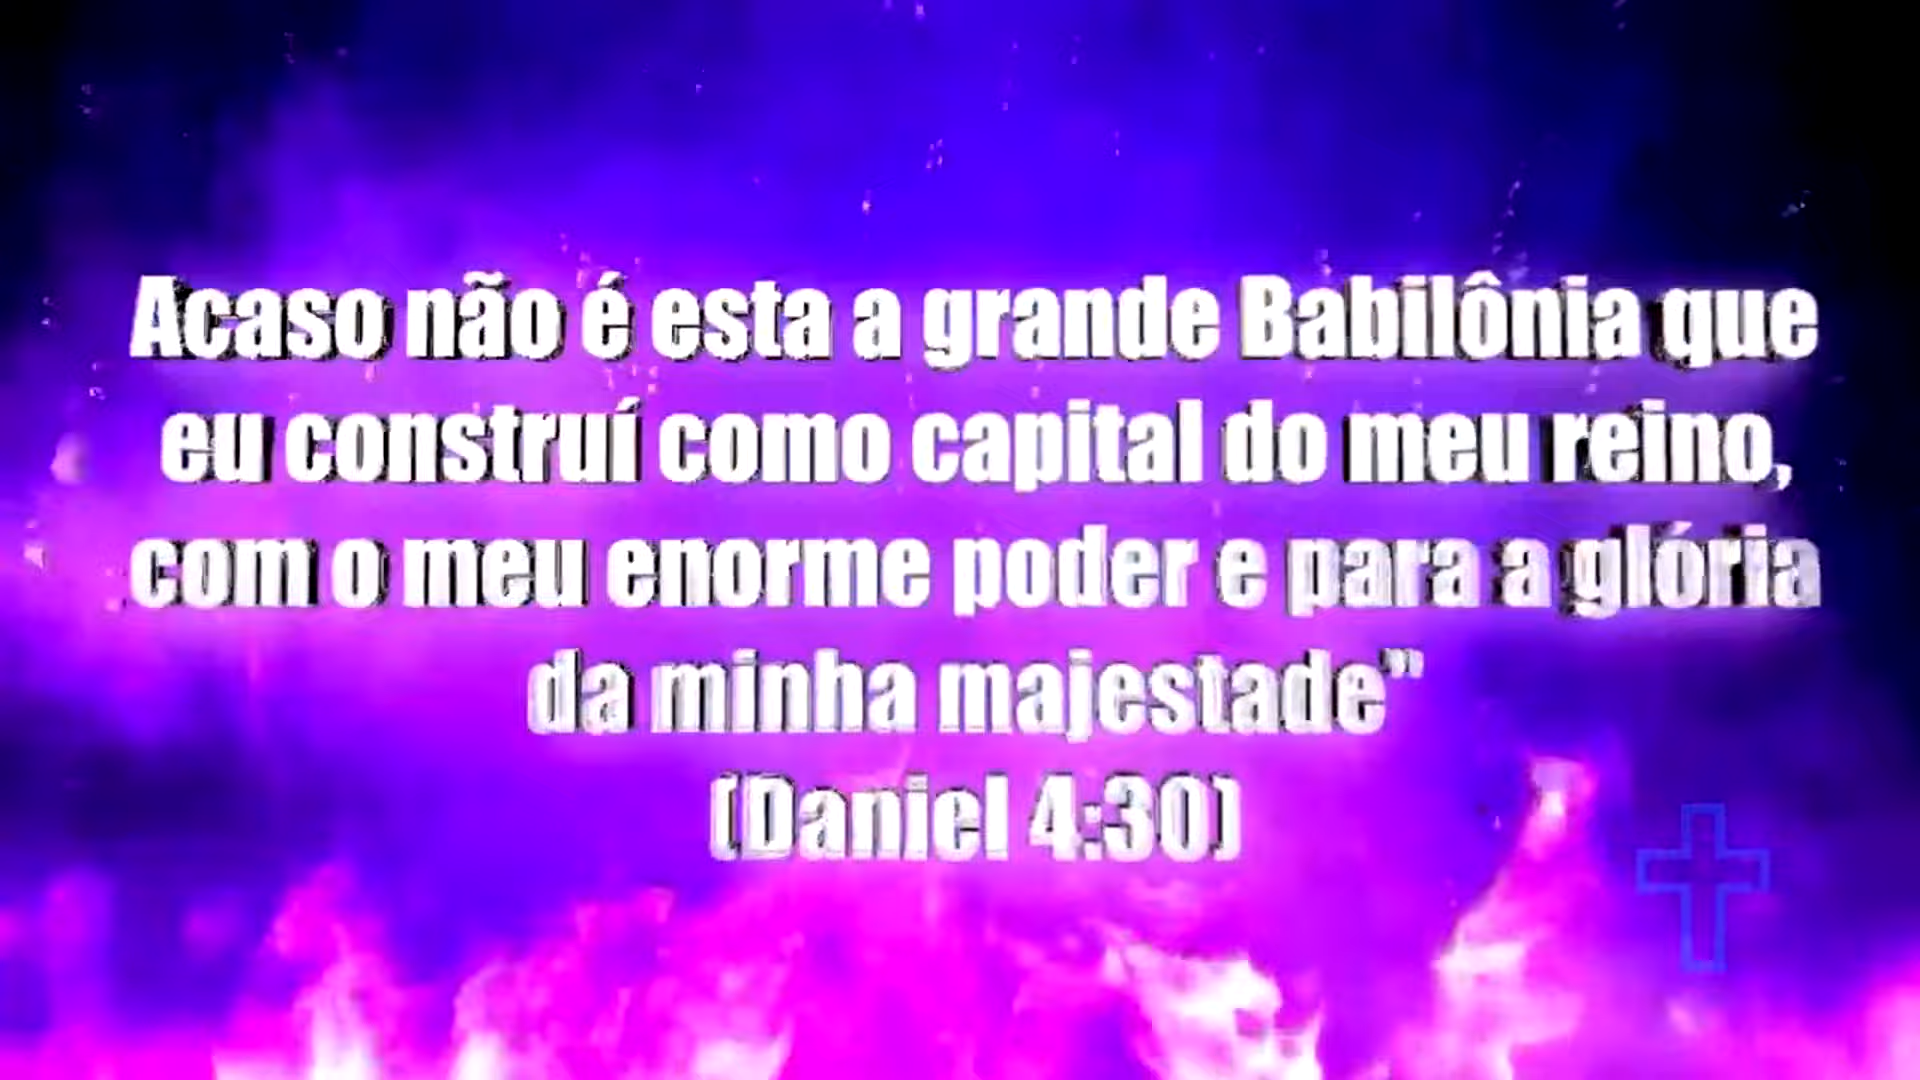 Acaso não é esta a grande Babilônia que
eu construí como capital do meu reino,
com o meu enorme poder e para a glória
da minha majestade"
(Daniel 4:30)